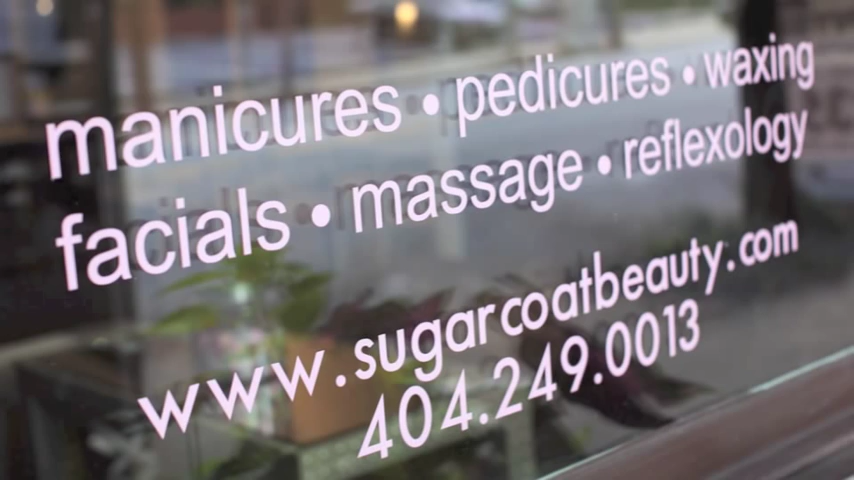 manicures • pedicures • waxing
facials • massage • reflexology
www.sugarcoatbeauty.com
404.249.0013